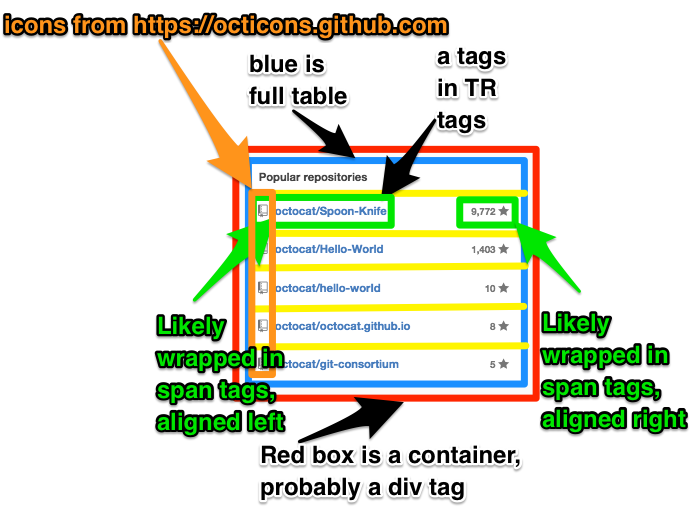 icons from https://octicons.github.com
blue is
full table
a tags
in TR
tags
Popular repositories
octocat/Spoon-Knife 9,772
octocat/Hello-World 1,403
octocat/hello-world 10
octocat/octocat.github.io 8
octocat/git-consortium 5
Likely
wrapped in
span tags,
aligned left
Likely
wrapped in
span tags,
aligned right
Red box is a container,
probably a div tag